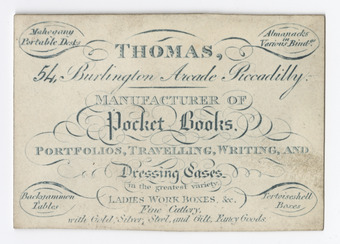 Mahogany
Portable Desks
Almanacks
in
Various Bindgs.
THOMAS,
54, Burlington Arcade Piccadilly.
MANUFACTURER OF
Pocket Books,
PORTFOLIOS, TRAVELLING, WRITING, AND
Dressing Cases,
in the greatest variety.
LADIES WORK BOXES, &c.
Fine Cutlery,
with Gold, Silver, Steel, and Gilt, Fancy Goods.
Backgammon
Tables
Tortoiseshell
Boxes